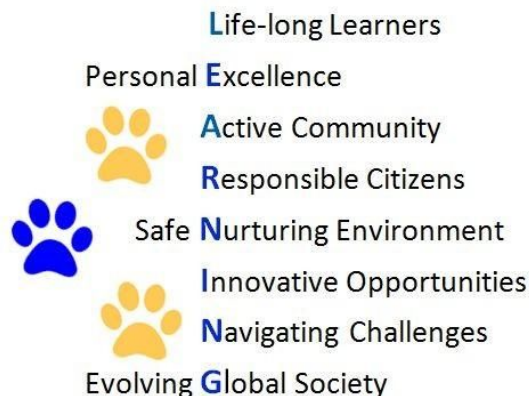 Life-long Learners
Personal Excellence
Active Community
Responsible Citizens
Safe Nurturing Environment
Innovative Opportunities
Navigating Challenges
Evolving Global Society